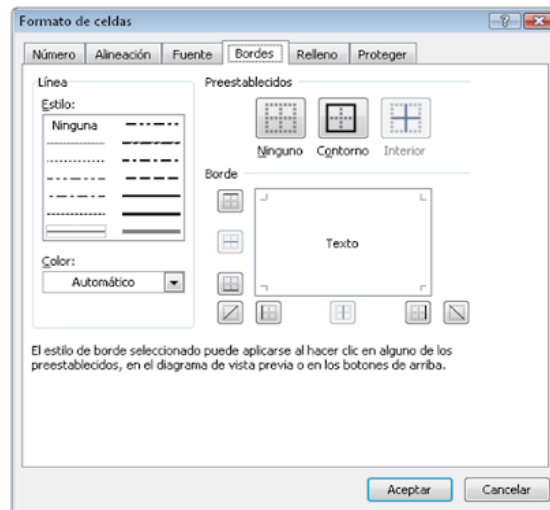 Formato de celdas
Número Alineación Fuente Bordes Relleno Proteger
Línea
Estilo:
Ninguna
Color:
Automático
Preestablecidos
Ninguno Contorno Interior
Borde
Texto
El estilo de borde seleccionado puede aplicarse al hacer clic en alguno de los
preestablecidos, en el diagrama de vista previa o en los botones de arriba.
Aceptar Cancelar